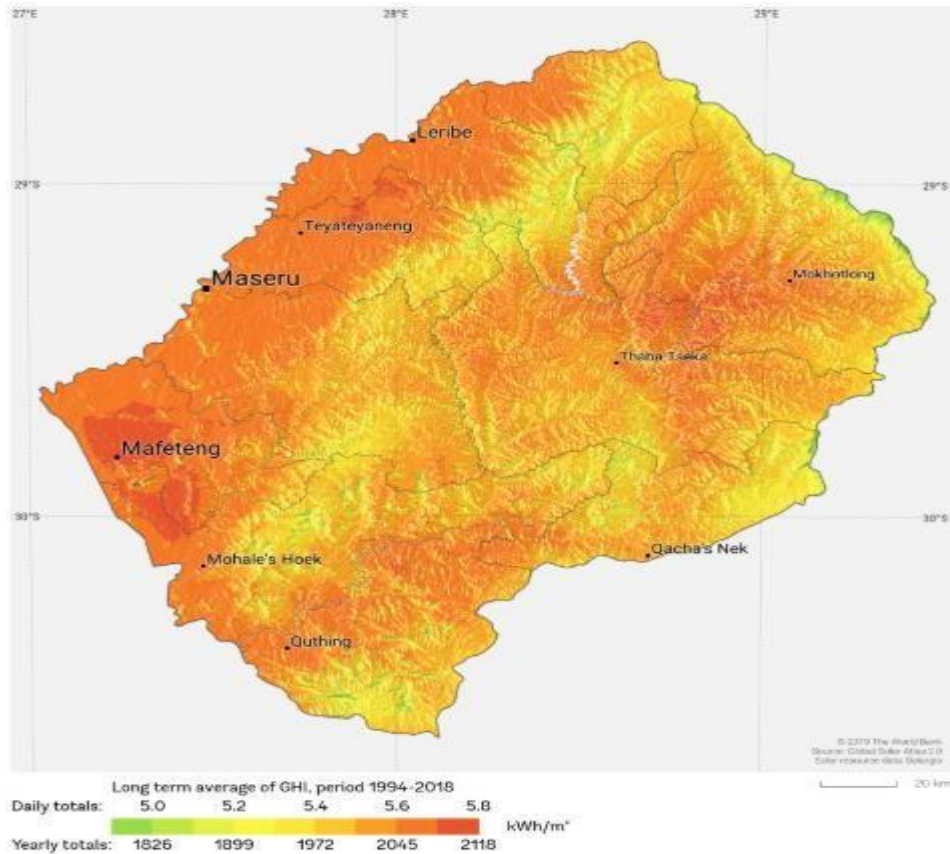 27°E 28°E 29°E
Leribe
29°S 29°S
Teyateyaneng
Maseru
Mokhotlong
Thaba Tseka
Mafeteng
30°S 30°S
Qacha's Nek
Mohale's Hoek
Quthing
© 2019 The World Bank
Source: Global Solar Atlas 2.0
Solar resource data: Solargis
20 km
Long term average of GHI, period 1994-2018
Daily totals: 5.0 5.2 5.4 5.6 5.8
kWh/m²
Yearly totals: 1826 1899 1972 2045 2118